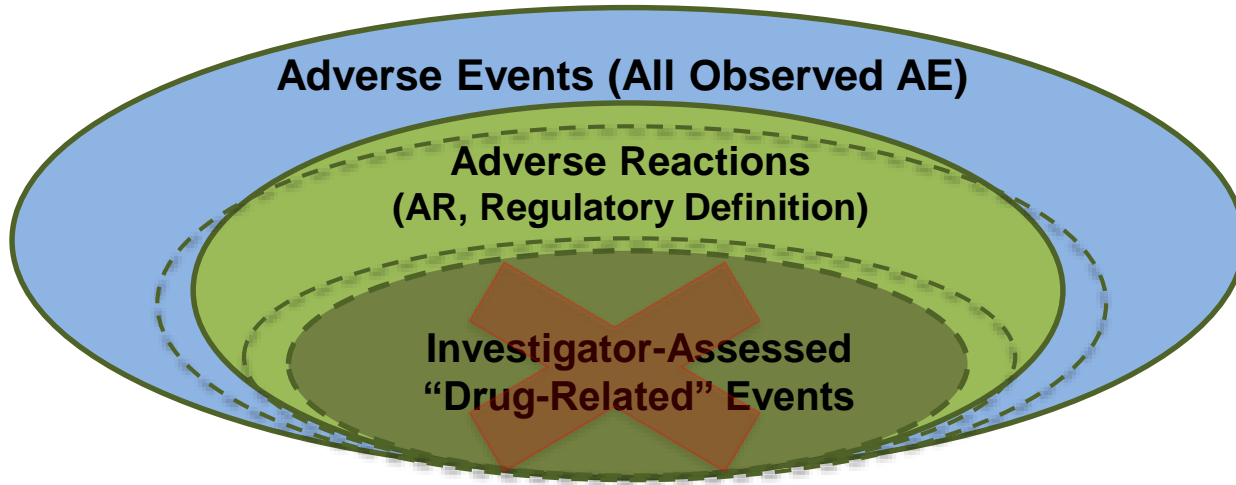 Adverse Events (All Observed AE)
Adverse Reactions
(AR, Regulatory Definition)
Investigator-Assessed
“Drug-Related” Events